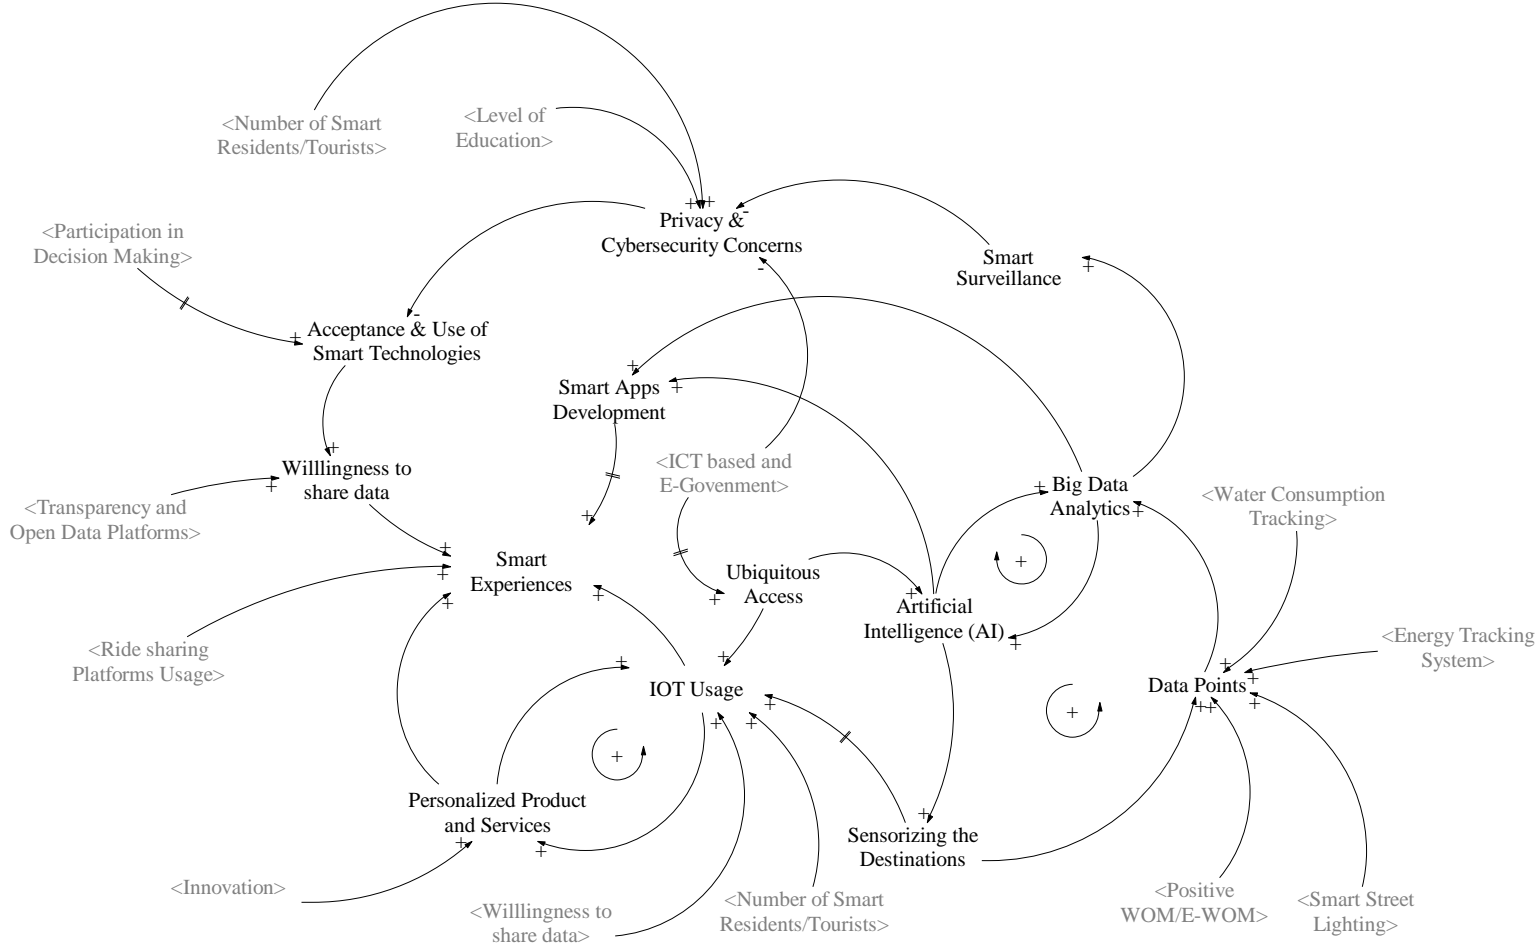 <Number of Smart
Residents/Tourists>
<Level of
Education>
<Participation in
Decision Making>
Privacy &
Cybersecurity Concerns
Smart
Surveillance
Acceptance & Use of
Smart Technologies
Smart Apps
Development
Willlingness to
share data
<ICT based and
E-Govenment>
Big Data
Analytics
<Water Consumption
Tracking>
<Transparency and
Open Data Platforms>
Smart
Experiences
Ubiquitous
Access
Artificial
Intelligence (AI)
<Ride sharing
Platforms Usage>
<Energy Tracking
System>
IOT Usage
Data Points
Personalized Product
and Services
Sensorizing the
Destinations
<Innovation>
<Willlingness to
share data>
<Number of Smart
Residents/Tourists>
<Positive
WOM/E-WOM>
<Smart Street
Lighting>